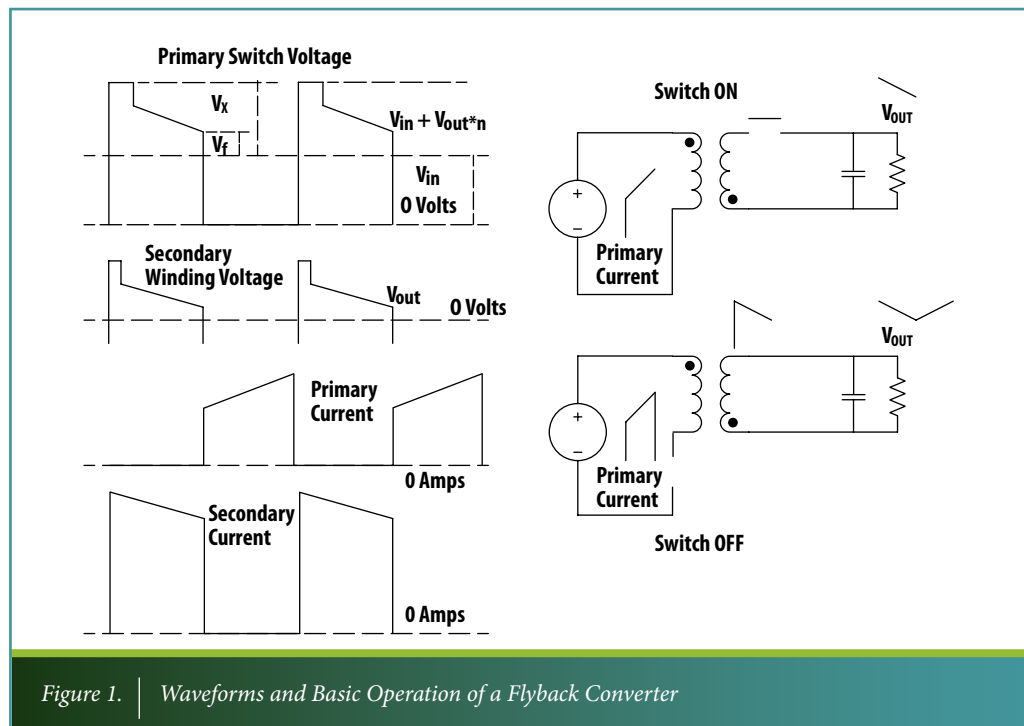 Primary Switch Voltage
Vx
Vf
Vin + Vout*n
Vin
0 Volts
Secondary
Winding Voltage
Vout
0 Volts
Primary
Current
0 Amps
Secondary
Current
0 Amps
Switch ON
VOUT
+
–
Primary
Current
VOUT
+
–
Primary
Current
Switch OFF
Figure 1. | Waveforms and Basic Operation of a Flyback Converter